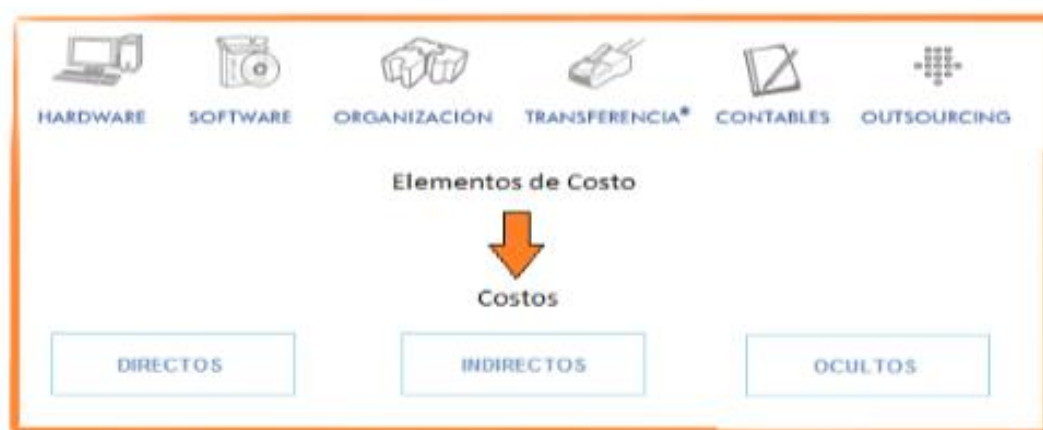 HARDWARE SOFTWARE ORGANIZACIÓN TRANSFERENCIA® CONTABLES OUTSOURCING
Elementos de Costo
Costos
DIRECTOS INDIRECTOS OCULTOS